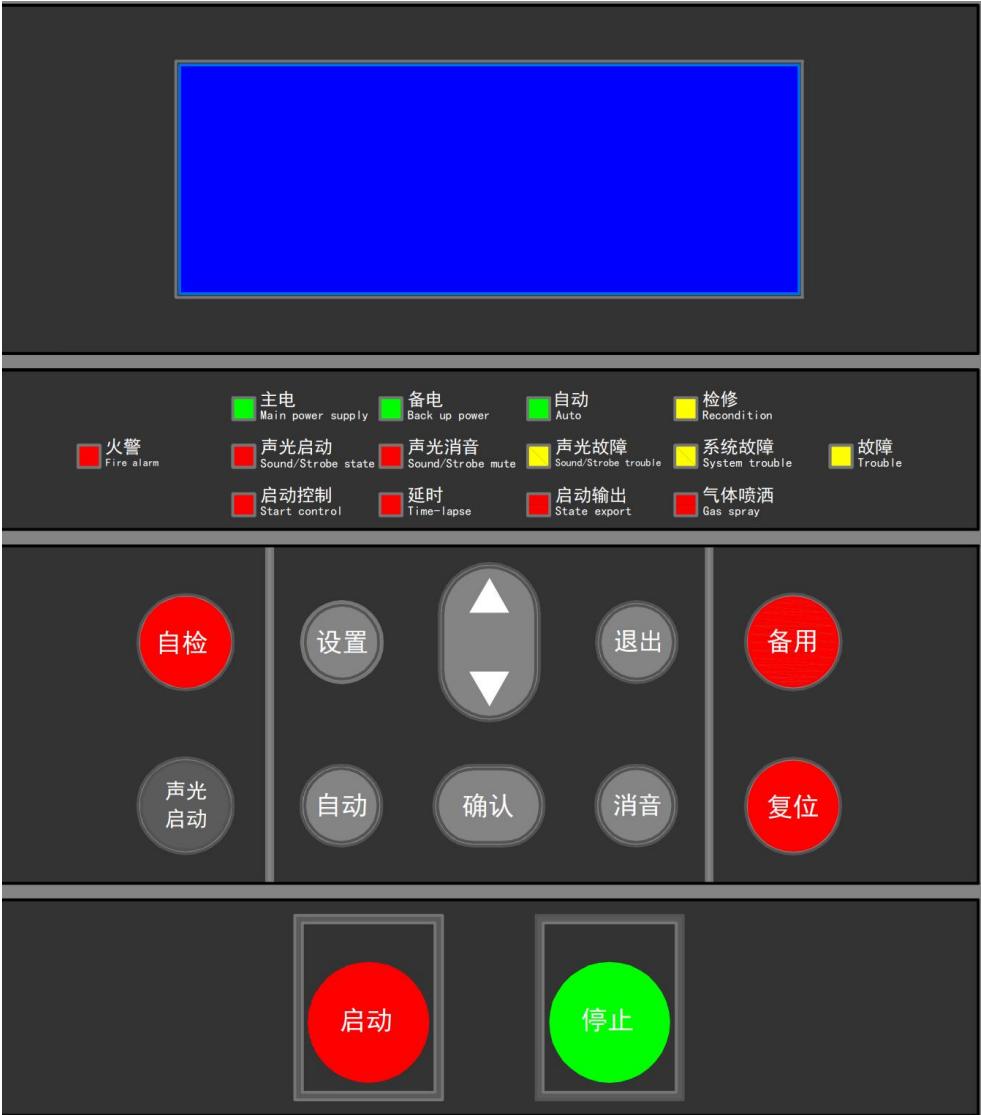 主电
Main power supply
备电
Back up power
自动
Auto
检修
Recondition
火警
Fire alarm
声光启动
Sound/Strobe state
声光消音
Sound/Strobe mute
声光故障
Sound/Strobe trouble
系统故障
System trouble
故障
Trouble
启动控制
Start control
延时
Time-lapse
启动输出
State export
气体喷洒
Gas spray
自检
设置
退出
备用
声光
启动
自动
确认
消音
复位
启动
停止